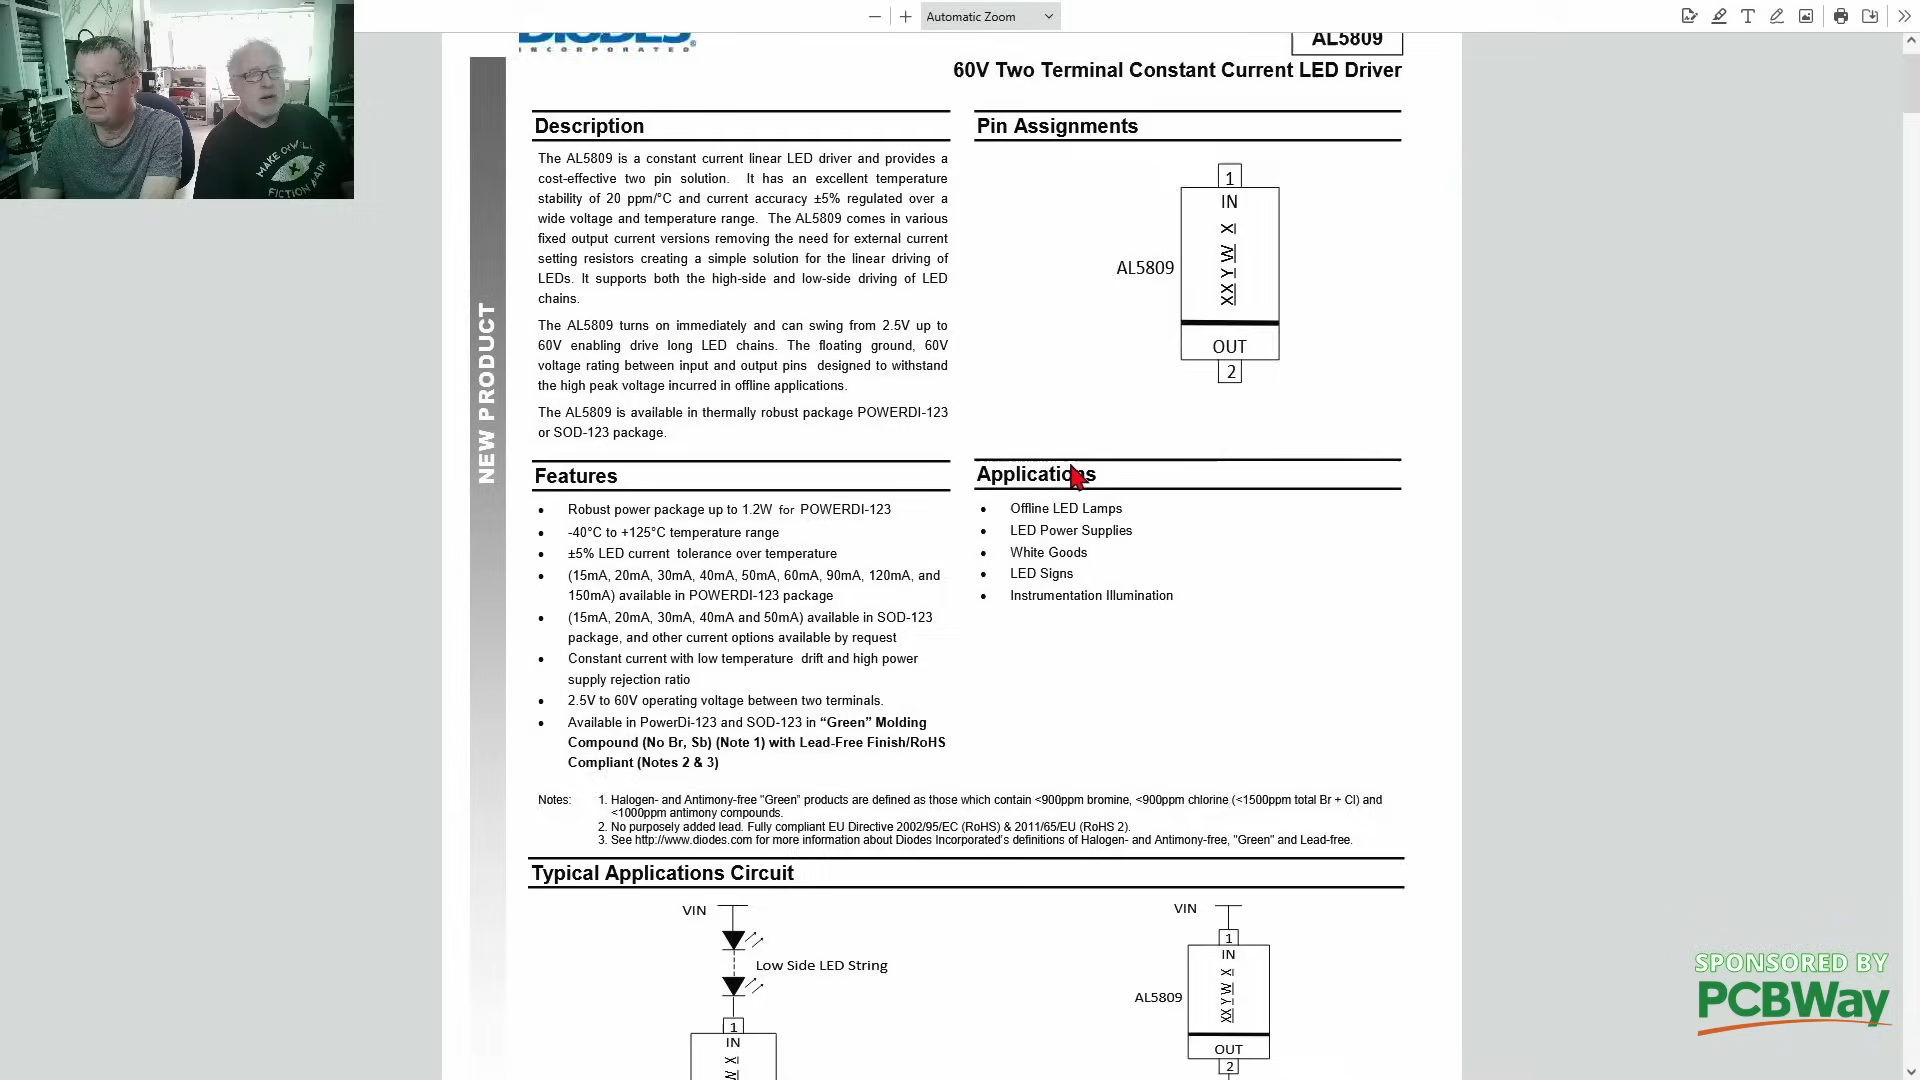 Automatic Zoom
DIODES
INCORPORATED
AL5809
60V Two Terminal Constant Current LED Driver
NEW PRODUCT
Description
The AL5809 is a constant current linear LED driver and provides a
cost-effective two pin solution. It has an excellent temperature
stability of 20 ppm/°C and current accuracy ±5% regulated over a
wide voltage and temperature range. The AL5809 comes in various
fixed output current versions removing the need for external current
setting resistors creating a simple solution for the linear driving of
LEDs. It supports both the high-side and low-side driving of LED
chains.
The AL5809 turns on immediately and can swing from 2.5V up to
60V enabling drive long LED chains. The floating ground, 60V
voltage rating between input and output pins designed to withstand
the high peak voltage incurred in offline applications.
The AL5809 is available in thermally robust package POWERDI-123
or SOD-123 package.
Pin Assignments
1
IN
XX YW X
AL5809
OUT
2
Features
Robust power package up to 1.2W for POWERDI-123
-40°C to +125°C temperature range
±5% LED current tolerance over temperature
(15mA, 20mA, 30mA, 40mA, 50mA, 60mA, 90mA, 120mA, and
150mA) available in POWERDI-123 package
(15mA, 20mA, 30mA, 40mA and 50mA) available in SOD-123
package, and other current options available by request
Constant current with low temperature drift and high power
supply rejection ratio
2.5V to 60V operating voltage between two terminals.
Available in PowerDi-123 and SOD-123 in “Green” Molding
Compound (No Br, Sb) (Note 1) with Lead-Free Finish/RoHS
Compliant (Notes 2 & 3)
Applications
Offline LED Lamps
LED Power Supplies
White Goods
LED Signs
Instrumentation Illumination
Notes: 1. Halogen- and Antimony-free "Green” products are defined as those which contain <900ppm bromine, <900ppm chlorine (<1500ppm total Br + Cl) and
<1000ppm antimony compounds.
2. No purposely added lead. Fully compliant EU Directive 2002/95/EC (RoHS) & 2011/65/EU (RoHS 2).
3. See http://www.diodes.com for more information about Diodes Incorporated’s definitions of Halogen- and Antimony-free, "Green" and Lead-free.
Typical Applications Circuit
VIN
Low Side LED String
1
IN
VIN
1
IN
XX YW X
AL5809
OUT
2
SPONSORED BY
PCBWay